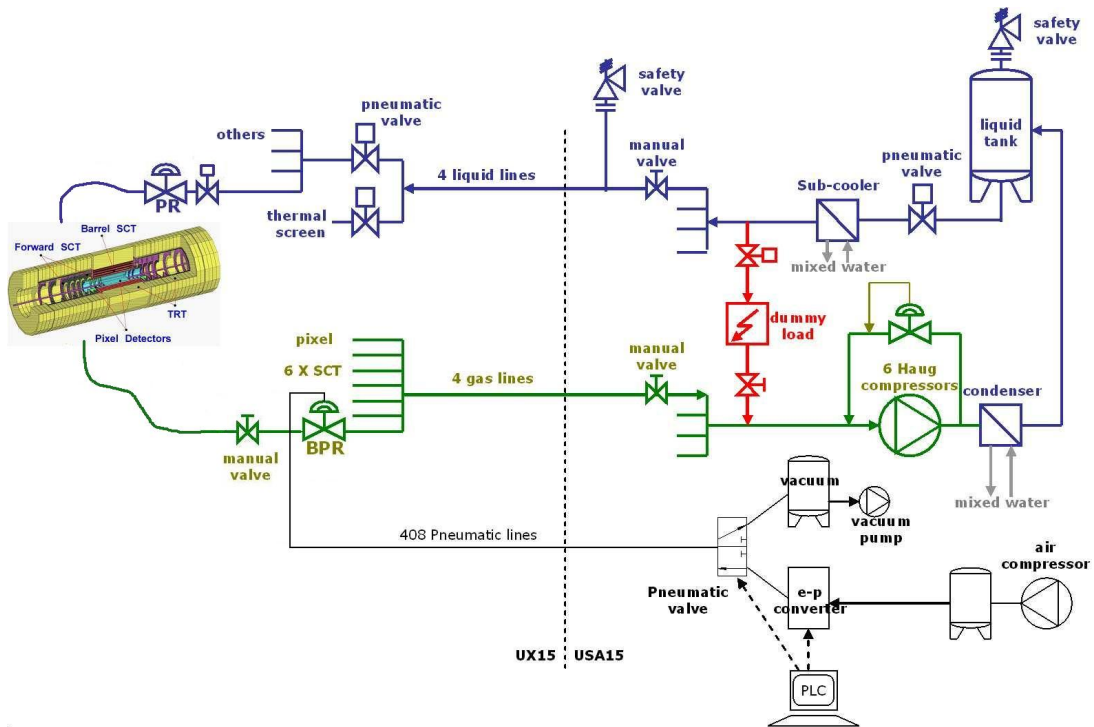 safety
valve
safety
valve
pneumatic
valve
others
manual
valve
liquid
tank
pneumatic
valve
4 liquid lines
Sub-cooler
PR
thermal
screen
Barrel SCT
Forward SCT
mixed water
TRT
Pixel Detectors
dummy
load
pixel
manual
valve
6 X SCT
4 gas lines
6 Haug
compressors
condenser
BPR
manual
valve
vacuum
mixed water
vacuum
pump
408 Pneumatic lines
air
compressor
Pneumatic
valve
e-p
converter
UX15
USA15
PLC